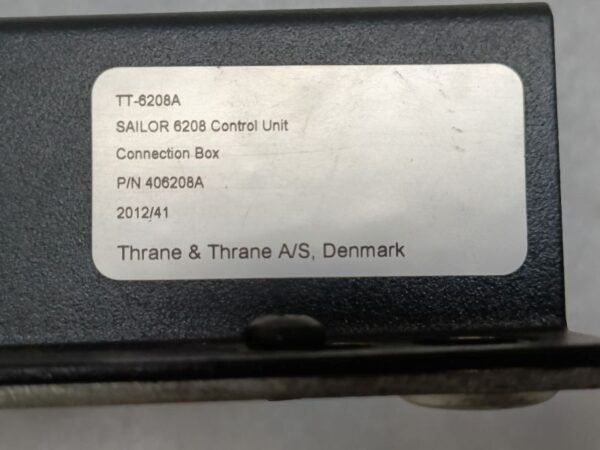 TT-6208A
SAILOR 6208 Control Unit
Connection Box
P/N 406208A
2012/41
Thrane & Thrane A/S, Denmark